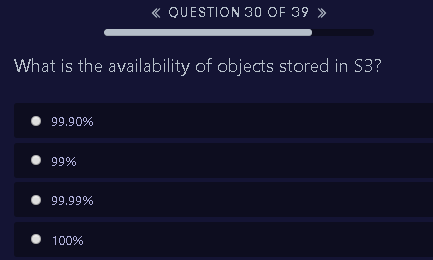 « QUESTION 30 OF 39 »
What is the availability of objects stored in S3?
99.90%
99%
99.99%
100%